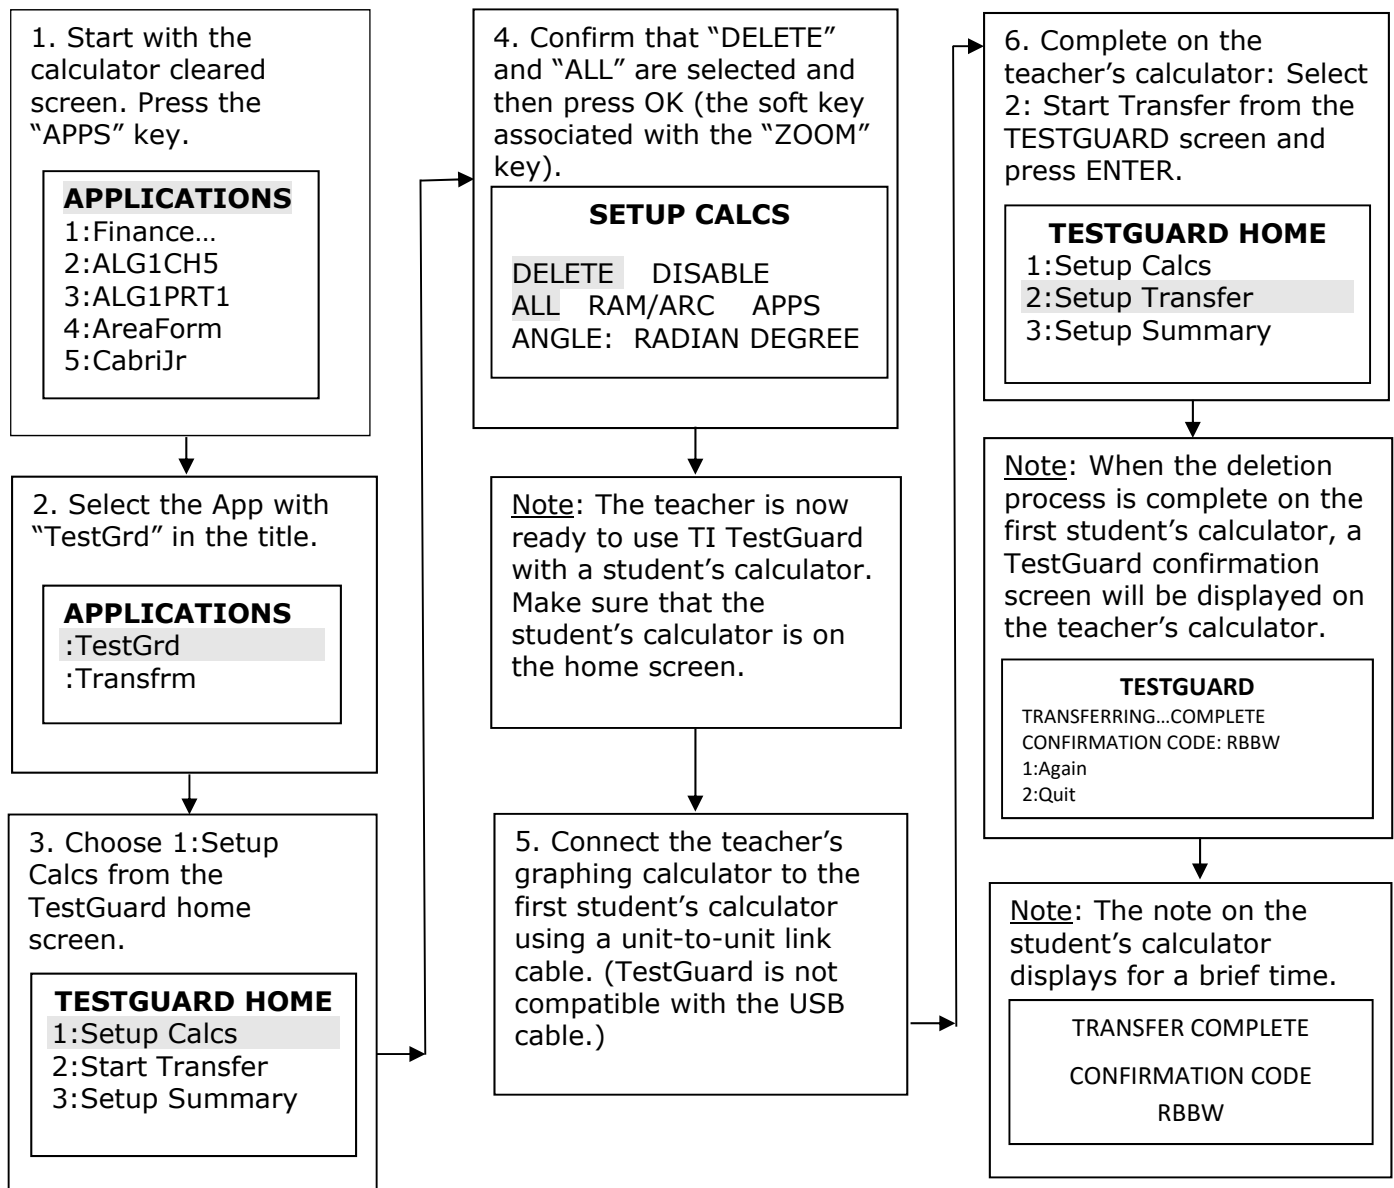 1. Start with the
calculator cleared
screen. Press the
“APPS” key.
APPLICATIONS
1:Finance…
2:ALG1CH5
3:ALG1PRT1
4:AreaForm
5:CabriJr
2. Select the App with
“TestGrd” in the title.
APPLICATIONS
:TestGrd
:Transfrm
3. Choose 1:Setup
Calcs from the
TestGuard home
screen.
TESTGUARD HOME
1:Setup Calcs
2:Start Transfer
3:Setup Summary
4. Confirm that “DELETE”
and “ALL” are selected and
then press OK (the soft key
associated with the “ZOOM”
key).
SETUP CALCS
DELETE DISABLE
ALL RAM/ARC APPS
ANGLE: RADIAN DEGREE
Note: The teacher is now
ready to use TI TestGuard
with a student’s calculator.
Make sure that the
student’s calculator is on
the home screen.
5. Connect the teacher’s
graphing calculator to the
first student’s calculator
using a unit-to-unit link
cable. (TestGuard is not
compatible with the USB
cable.)
6. Complete on the
teacher’s calculator: Select
2: Start Transfer from the
TESTGUARD screen and
press ENTER.
TESTGUARD HOME
1:Setup Calcs
2:Setup Transfer
3:Setup Summary
Note: When the deletion
process is complete on the
first student’s calculator, a
TestGuard confirmation
screen will be displayed on
the teacher’s calculator.
TESTGUARD
TRANSFERRING…COMPLETE
CONFIRMATION CODE: RBBW
1:Again
2:Quit
Note: The note on the
student’s calculator
displays for a brief time.
TRANSFER COMPLETE
CONFIRMATION CODE
RBBW